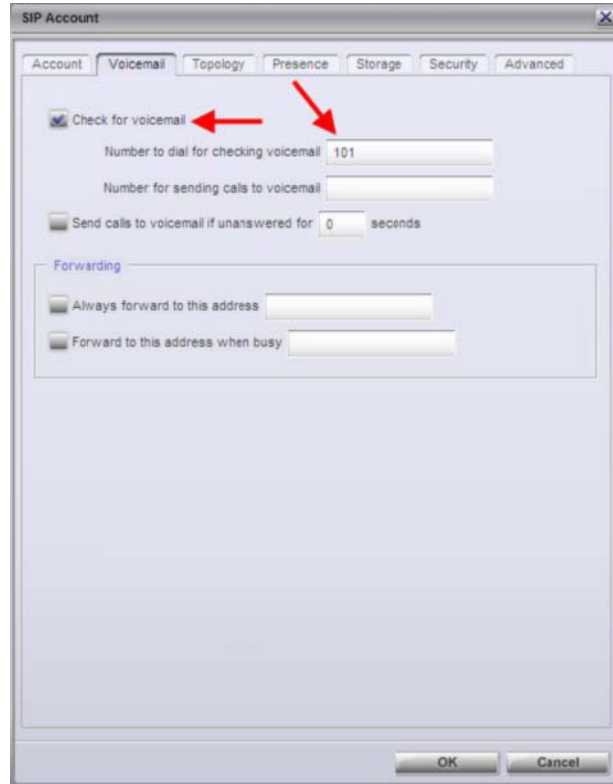 SIP Account
Account Voicemail Topology Presence Storage Security Advanced
Check for voicemail
Number to dial for checking voicemail 101
Number for sending calls to voicemail
Send calls to voicemail if unanswered for 0 seconds
Forwarding
Always forward to this address
Forward to this address when busy
OK Cancel